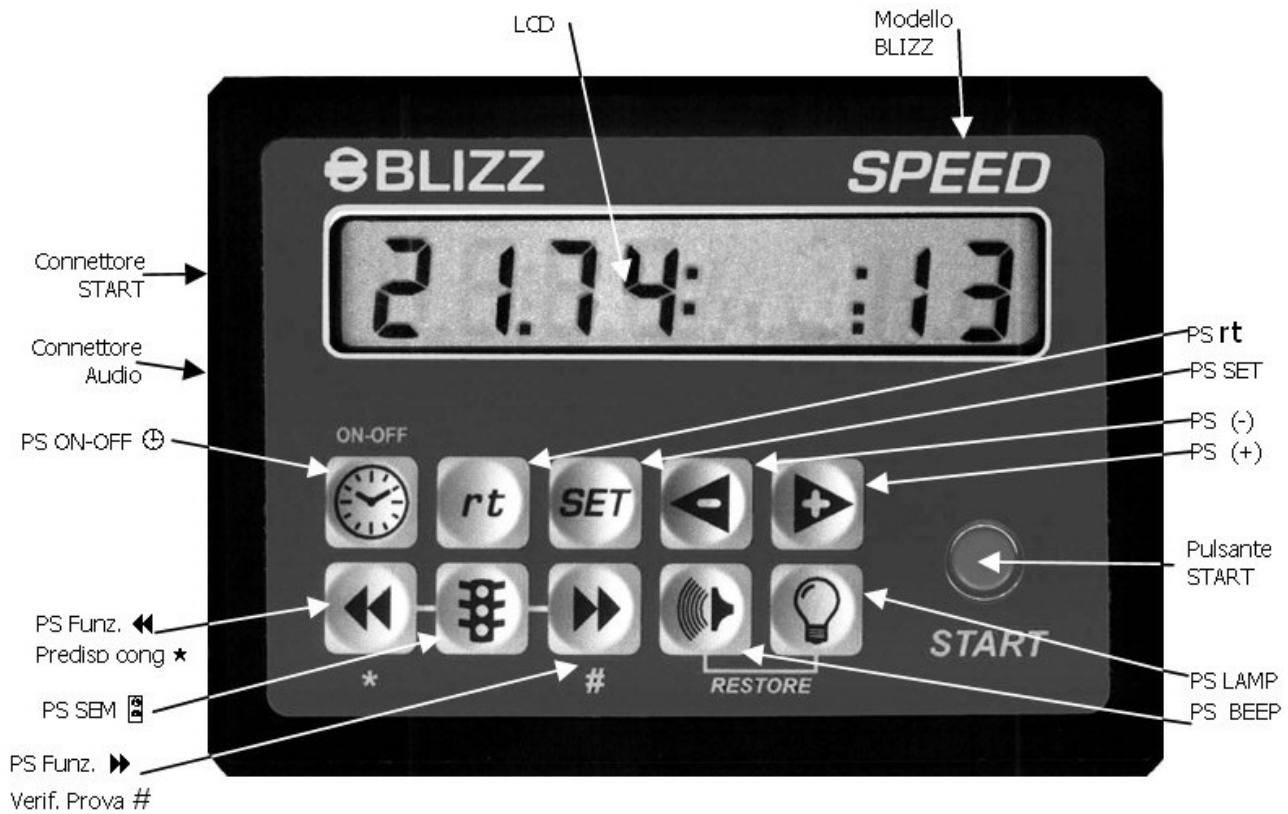 LCD
Modello
BLIZZ
BLIZZ SPEED
21.74: :13
Connettore
START
Connettore
Audio
PS rt
PS SET
PS (-)
PS (+)
PS ON-OFF
ON-OFF
rt SET - +
Pulsante
START
PS Funz.
Predisp cong *
START
* # RESTORE
PS SEM
PS LAMP
PS BEEP
PS Funz.
Verif. Prova #